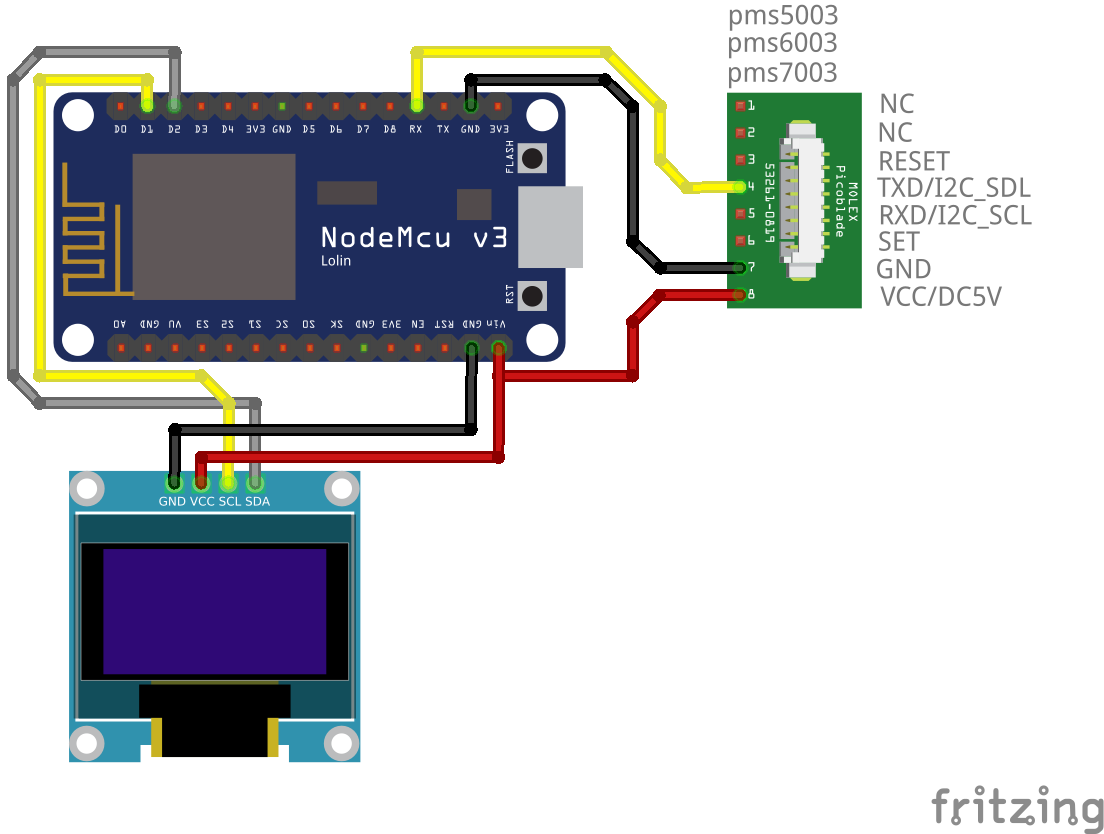 pms5003
pms6003
pms7003
D0 D1 D2 D3 D4 3V3 GND D5 D6 D7 D8 RX TX GND 3V3
FLASH
NodeMcu v3
Lolin
RST
A0 GND VU S3 S2 S1 SC S0 SK GND 3V3 EN RST GND Vin
1 NC
2 NC
3 RESET
4 TXD/I2C_SDL
5 RXD/I2C_SCL
6 SET
7 GND
8 VCC/DC5V
53261-0819
MOLEX
Picoblade
GND VCC SCL SDA
fritzing